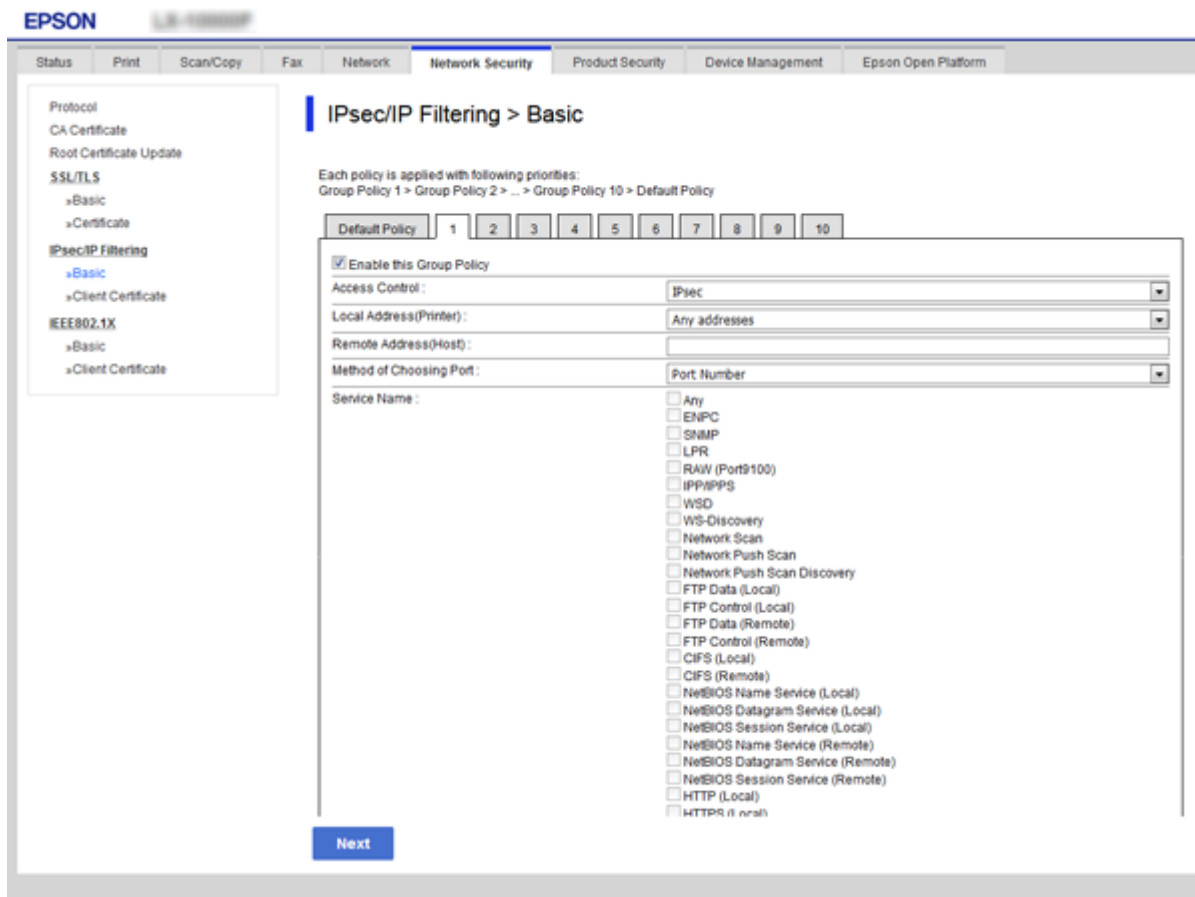 EPSON
Status Print Scan/Copy Fax Network Network Security Product Security Device Management Epson Open Platform
Protocol
CA Certificate
Root Certificate Update
SSL/TLS
»Basic
»Certificate
IPsec/IP Filtering
»Basic
»Client Certificate
IEEE802.1X
»Basic
»Client Certificate
IPsec/IP Filtering > Basic
Each policy is applied with following priorities:
Group Policy 1 > Group Policy 2 > ... > Group Policy 10 > Default Policy
Default Policy 1 2 3 4 5 6 7 8 9 10
Enable this Group Policy
Access Control : IPsec
Local Address(Printer) : Any addresses
Remote Address(Host) :
Method of Choosing Port : Port Number
Service Name : Any
ENPC
SNMP
LPR
RAW (Port9100)
IPP/IPPS
WSD
WS-Discovery
Network Scan
Network Push Scan
Network Push Scan Discovery
FTP Data (Local)
FTP Control (Local)
FTP Data (Remote)
FTP Control (Remote)
CIFS (Local)
CIFS (Remote)
NetBIOS Name Service (Local)
NetBIOS Datagram Service (Local)
NetBIOS Session Service (Local)
NetBIOS Name Service (Remote)
NetBIOS Datagram Service (Remote)
NetBIOS Session Service (Remote)
HTTP (Local)
HTTPS (Local)
Next